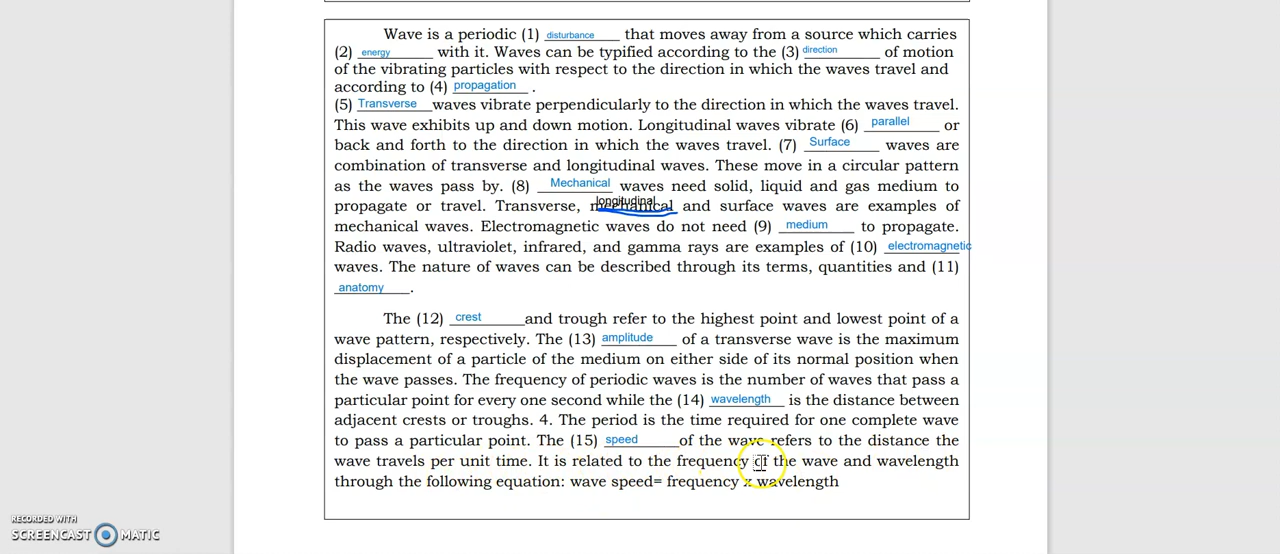 Wave is a periodic (1) disturbance that moves away from a source which carries
(2) energy with it. Waves can be typified according to the (3) direction of motion
of the vibrating particles with respect to the direction in which the waves travel and
according to (4) propagation .
(5) Transverse waves vibrate perpendicularly to the direction in which the waves travel.
This wave exhibits up and down motion. Longitudinal waves vibrate (6) parallel or
back and forth to the direction in which the waves travel. (7) Surface waves are
combination of transverse and longitudinal waves. These move in a circular pattern
as the waves pass by. (8) Mechanical waves need solid, liquid and gas medium to
longitudinal
propagate or travel. Transverse, mechanical and surface waves are examples of
mechanical waves. Electromagnetic waves do not need (9) medium to propagate.
Radio waves, ultraviolet, infrared, and gamma rays are examples of (10) electromagnetic
waves. The nature of waves can be described through its terms, quantities and (11)
anatomy .
The (12) crest and trough refer to the highest point and lowest point of a
wave pattern, respectively. The (13) amplitude of a transverse wave is the maximum
displacement of a particle of the medium on either side of its normal position when
the wave passes. The frequency of periodic waves is the number of waves that pass a
particular point for every one second while the (14) wavelength is the distance between
adjacent crests or troughs. 4. The period is the time required for one complete wave
to pass a particular point. The (15) speed of the wave refers to the distance the
wave travels per unit time. It is related to the frequency of the wave and wavelength
through the following equation: wave speed= frequency x wavelength
RECORDED WITH
SCREENCAST MATIC